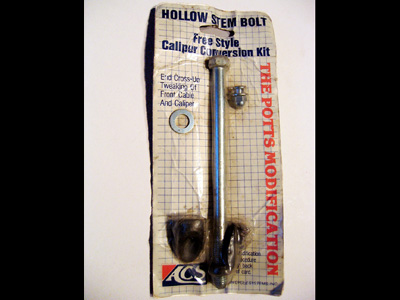 HOLLOW STEM BOLT
Free Style
Calipur Conversion Kit
End Cross-Up
Tweaking Of
Front Cable
And Caliper
THE POTTS MODIFICATION
ACS